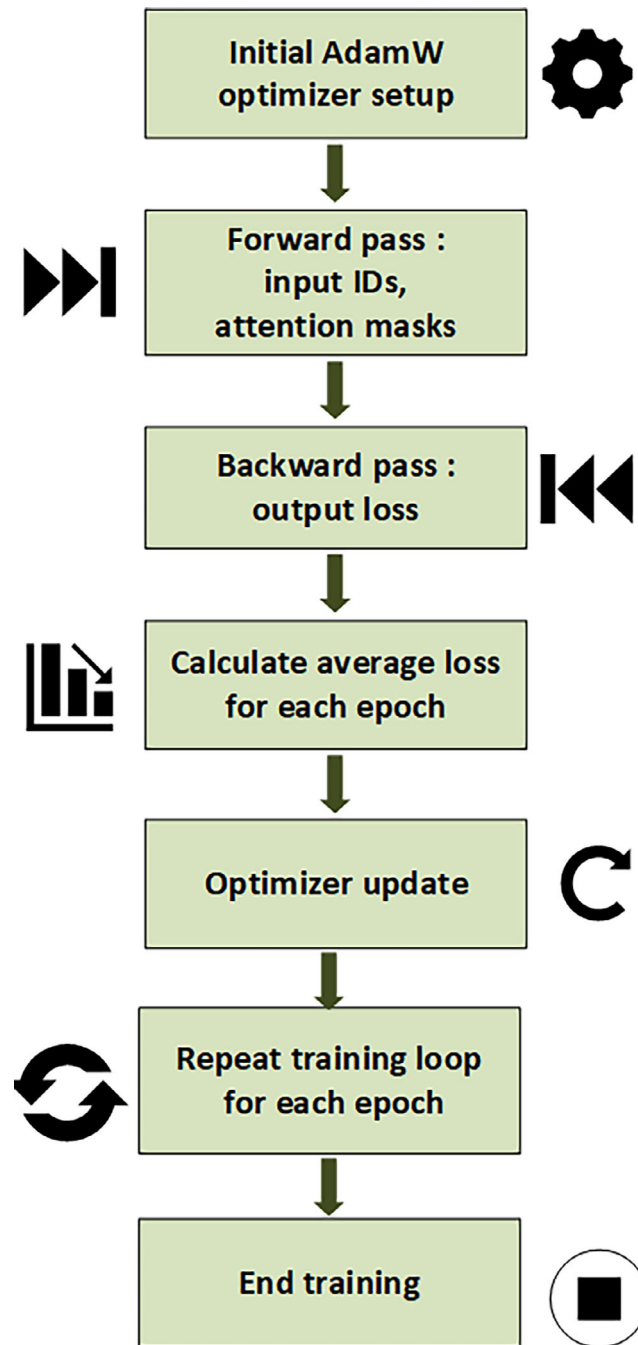 Initial AdamW
optimizer setup
Forward pass :
input IDs,
attention masks
Backward pass :
output loss
Calculate average loss
for each epoch
Optimizer update
Repeat training loop
for each epoch
End training